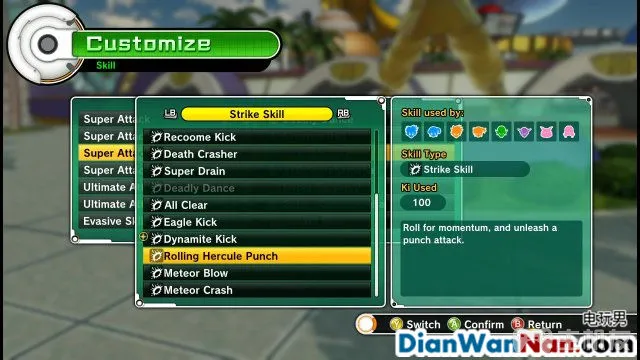 Customize
Skill
LB Strike Skill RB
Super Attack
Super Atta
Super Atta
Super Atta
Ultimate A
Ultimate A
Evasive Sk
Recoome Kick
Death Crasher
Super Drain
Deadly Dance
All Clear
Eagle Kick
Dynamite Kick
Rolling Hercule Punch
Meteor Blow
Meteor Crash
Skill used by:
Skill Type
Strike Skill
Ki Used
100
Roll for momentum, and unleash a
punch attack.
Y Switch A Confirm B Return
电玩男
DianWanNan.com